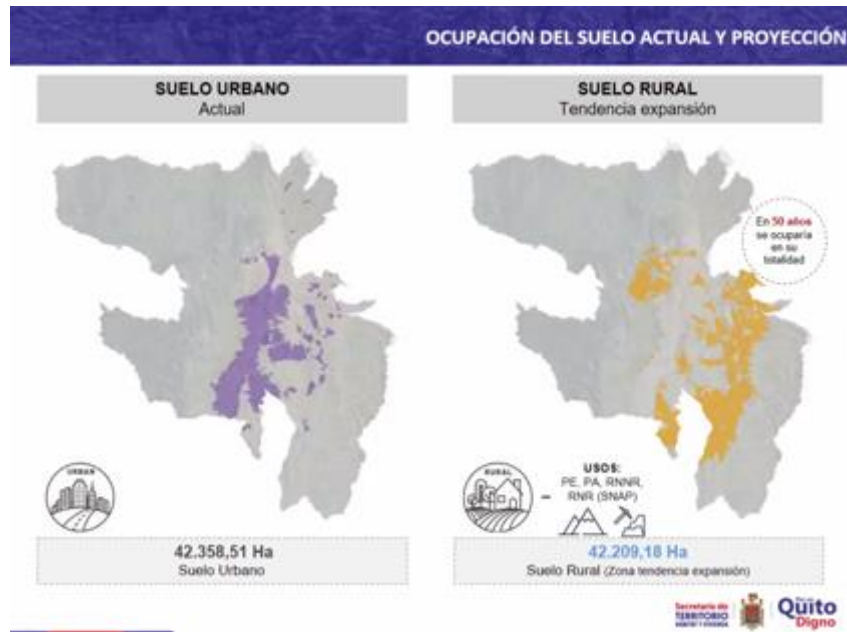 OCUPACIÓN DEL SUELO ACTUAL Y PROYECCIÓN
SUELO URBANO
Actual
SUELO RURAL
Tendencia expansión
En 50 años
se ocuparía
en su
totalidad
URBAN
RURAL
USOS:
PE, PA, RNNR,
RNR (SNAP)
42.358,51 Ha
Suelo Urbano
42.209,18 Ha
Suelo Rural (Zona tendencia expansión)
Secretaría de
TERRITORIO
HÁBITAT Y VIVIENDA
Quito
Digno